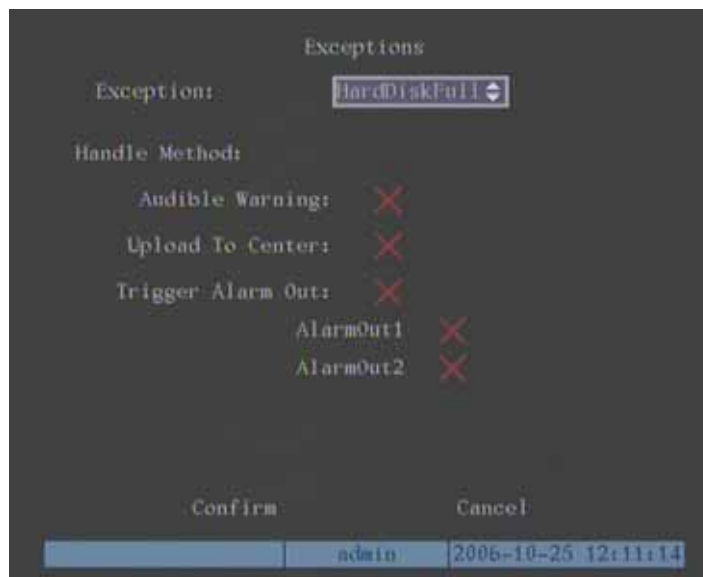 Exceptions
Exception: HardDiskFull
Handle Method:
Audible Warning:
Upload To Center:
Trigger Alarm Out:
AlarmOut1
AlarmOut2
Confirm Cancel
admin 2006-10-25 12:11:14